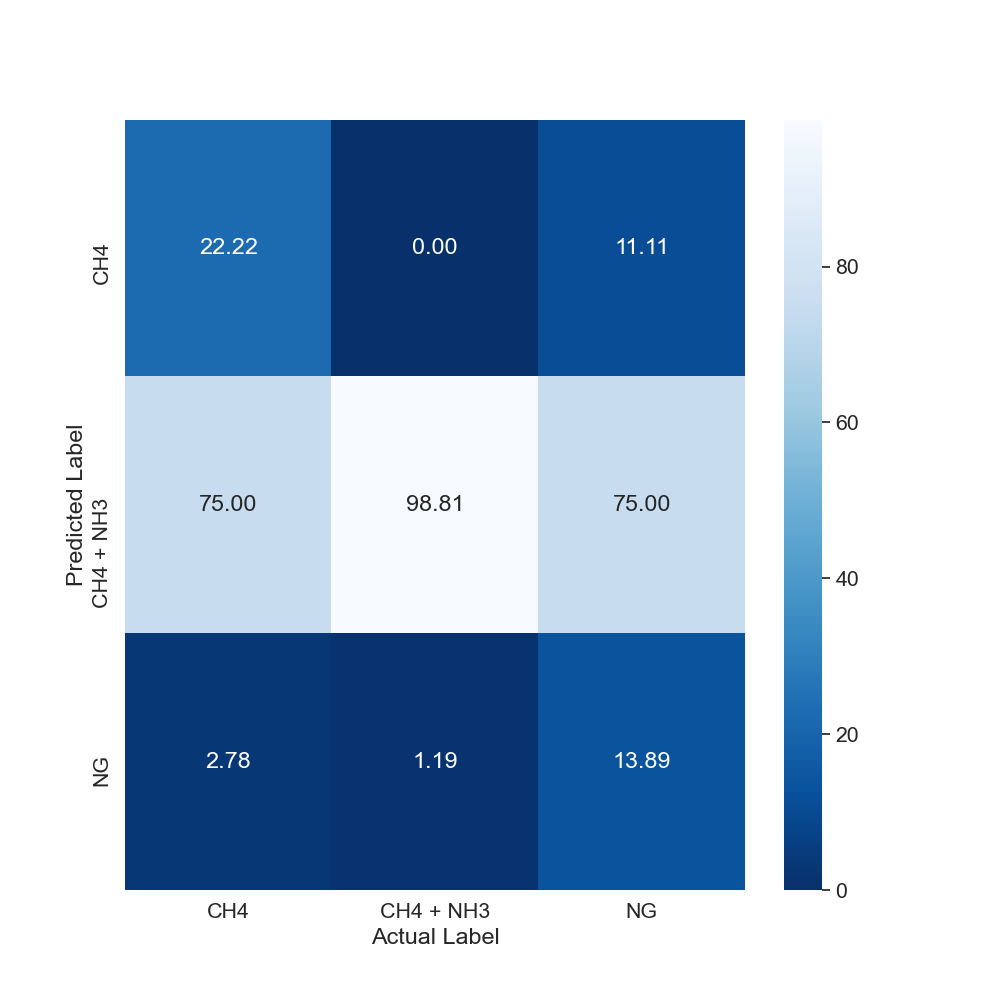 Predicted Label
CH4
22.22
0.00
11.11
CH4 + NH3
75.00
98.81
75.00
NG
2.78
1.19
13.89
CH4
CH4 + NH3
NG
Actual Label
80
60
40
20
0